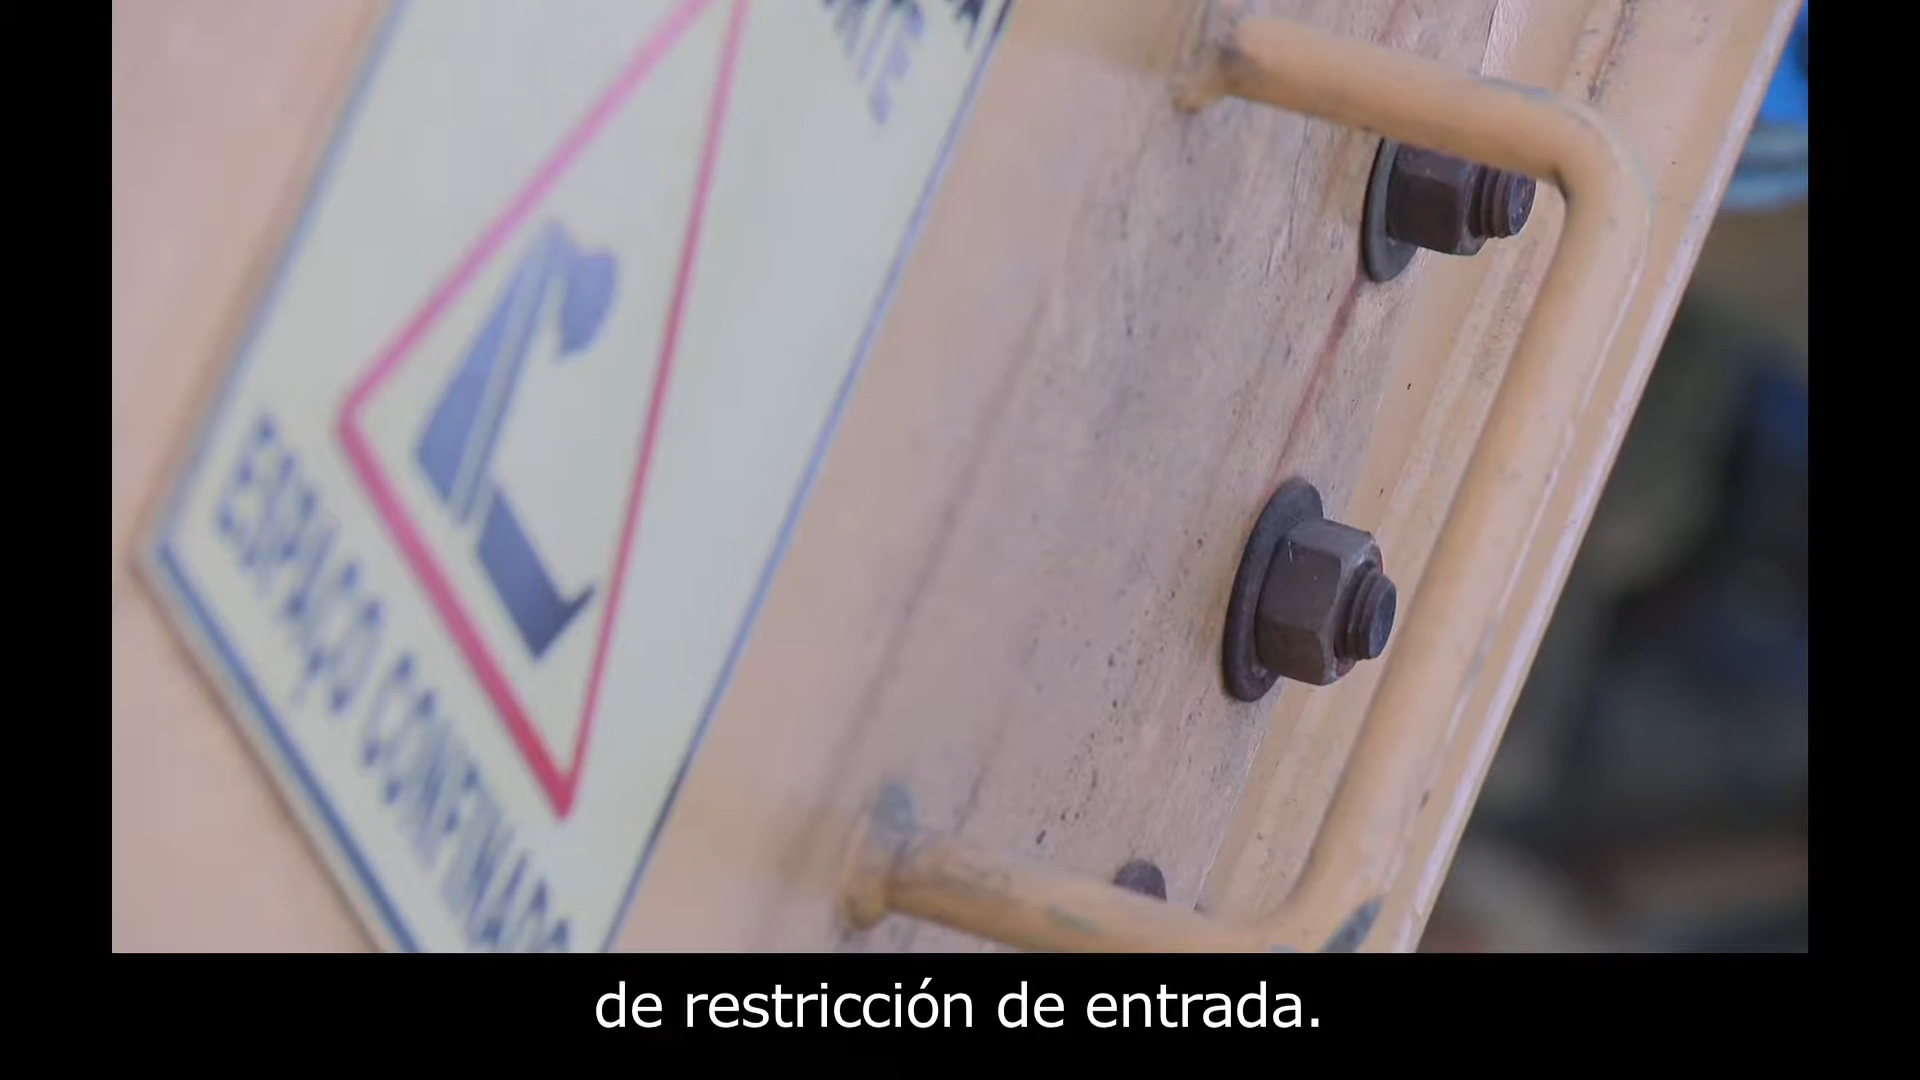 ESPAÇO CONFINADO
de restricción de entrada.